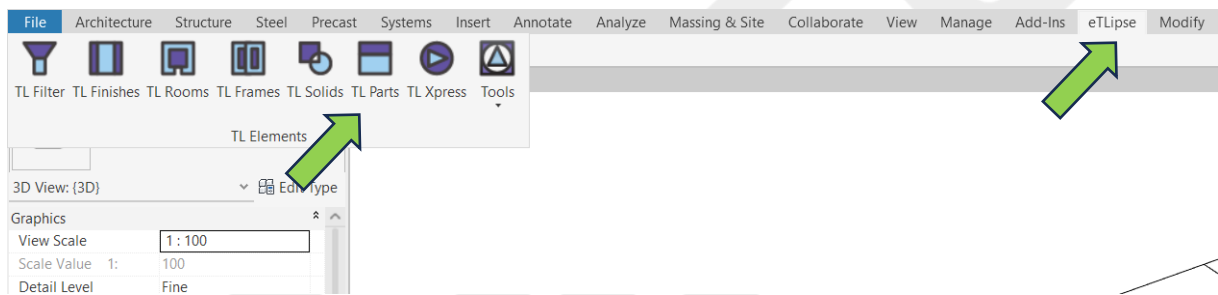 File Architecture Structure Steel Precast Systems Insert Annotate Analyze Massing & Site Collaborate View Manage Add-Ins eTLipse Modify
TL Filter TL Finishes TL Rooms TL Frames TL Solids TL Parts TL Xpress Tools
TL Elements
3D View: {3D} Edit Type
Graphics
View Scale 1 : 100
Scale Value 1: 100
Detail Level Fine